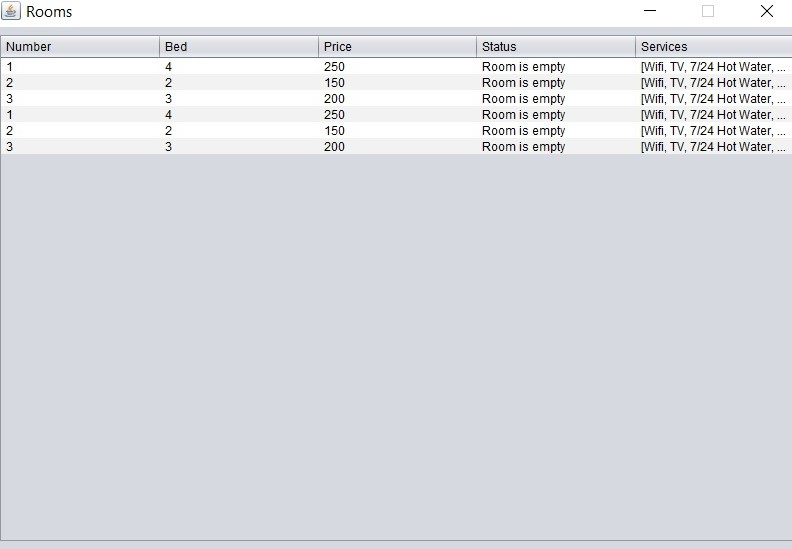 Rooms
Number Bed Price Status Services
1 4 250 Room is empty [Wifi, TV, 7/24 Hot Water, ...
2 2 150 Room is empty [Wifi, TV, 7/24 Hot Water, ...
3 3 200 Room is empty [Wifi, TV, 7/24 Hot Water, ...
1 4 250 Room is empty [Wifi, TV, 7/24 Hot Water, ...
2 2 150 Room is empty [Wifi, TV, 7/24 Hot Water, ...
3 3 200 Room is empty [Wifi, TV, 7/24 Hot Water, ...